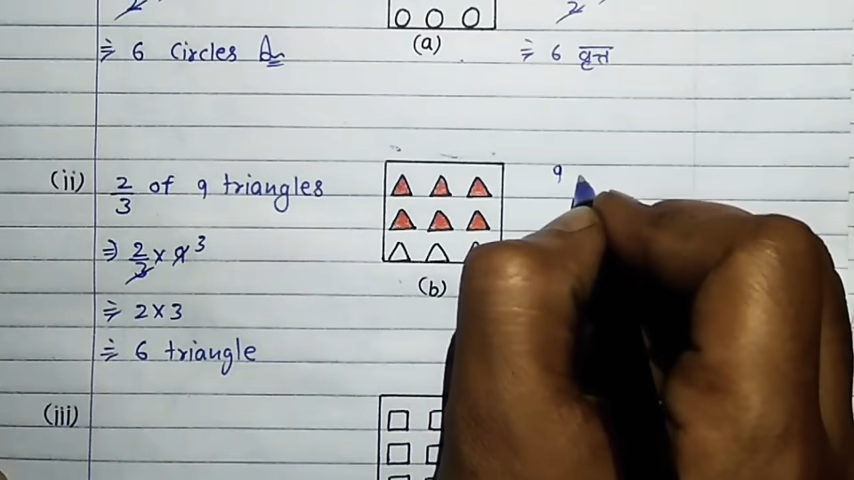 ⇒ 6 Circles Ans
(a)
⇒ 6 वृत्त
(ii) 2/3 of 9 triangles
9
⇒ 2/3 × 9 3
(b)
⇒ 2×3
⇒ 6 triangle
(iii)